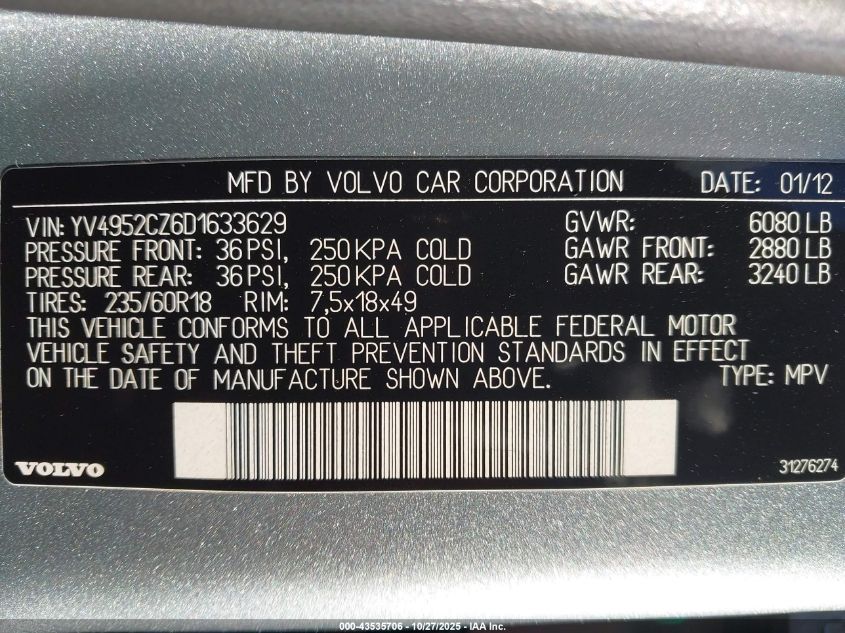 MFD BY VOLVO CAR CORPORATION DATE: 01/12
VIN: YV4952CZ6D1633629 GVWR: 6080 LB
PRESSURE FRONT: 36 PSI, 250 KPA COLD GAWR FRONT: 2880 LB
PRESSURE REAR: 36 PSI, 250 KPA COLD GAWR REAR: 3240 LB
TIRES: 235/60R18 RIM: 7,5x18x49
THIS VEHICLE CONFORMS TO ALL APPLICABLE FEDERAL MOTOR
VEHICLE SAFETY AND THEFT PREVENTION STANDARDS IN EFFECT
ON THE DATE OF MANUFACTURE SHOWN ABOVE. TYPE: MPV
VOLVO 31276274
000-43535706 - 10/27/2025 - IAA Inc.